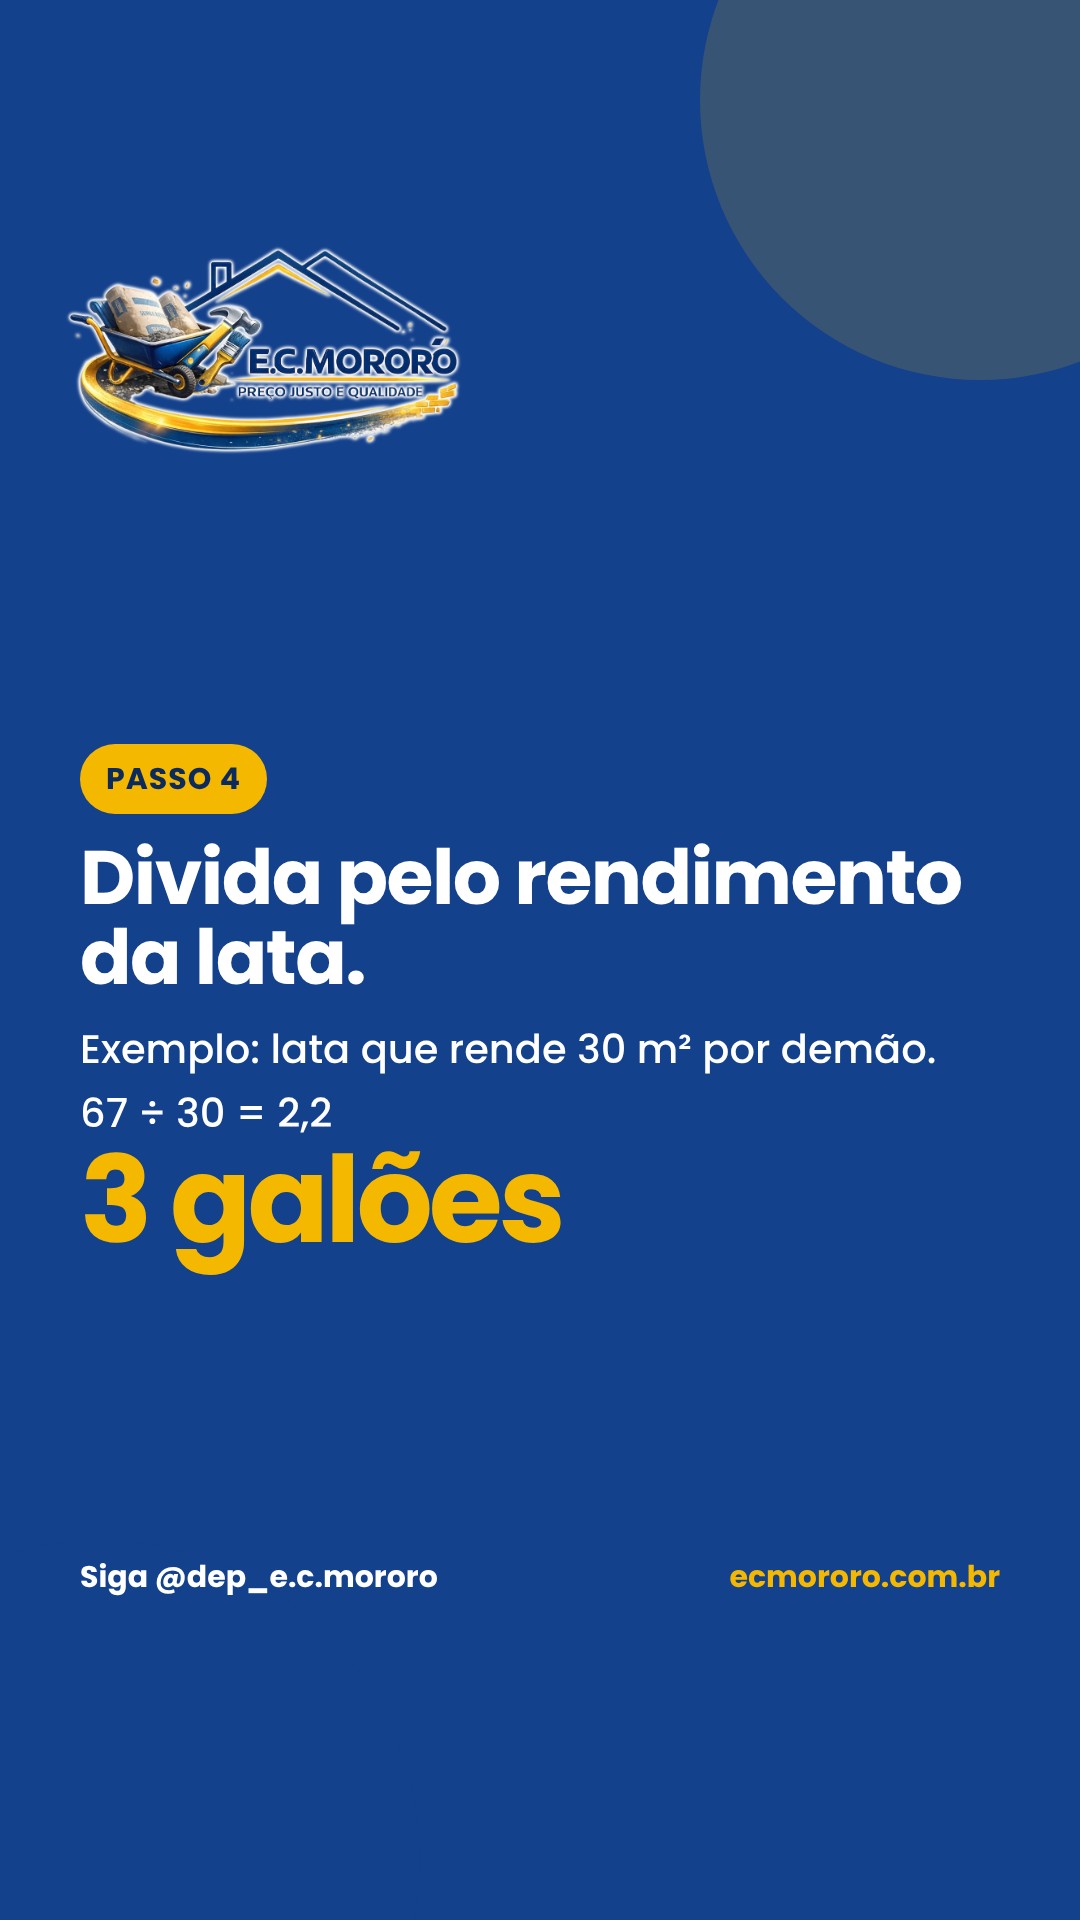 E.C.MORORÓ
PREÇO JUSTO E QUALIDADE
PASSO 4
Divida pelo rendimento
da lata.
Exemplo: lata que rende 30 m² por demão.
67 ÷ 30 = 2,2
3 galões
Siga @dep_e.c.mororo
ecmororo.com.br